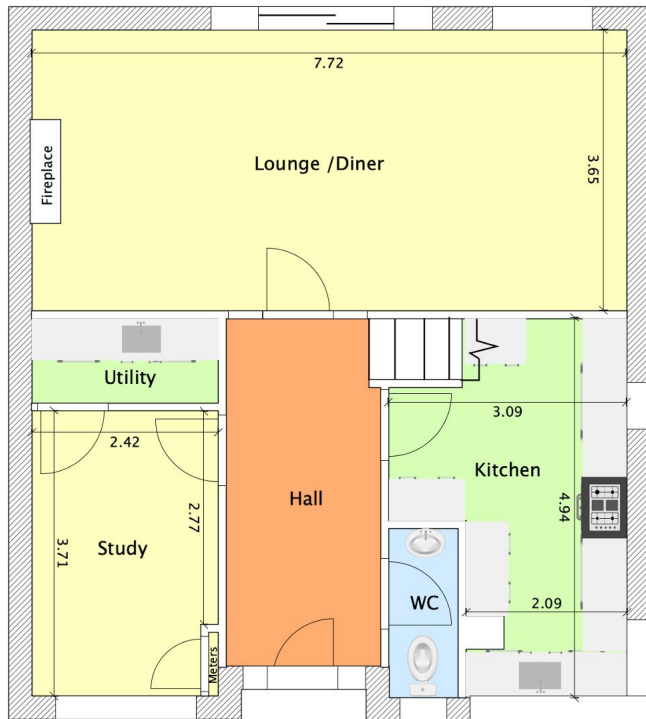 7.72
Fireplace
Lounge /Diner
3.65
Utility
2.42
3.09
Kitchen
Hall
2.77
4.94
3.71
Study
WC
2.09
Meters